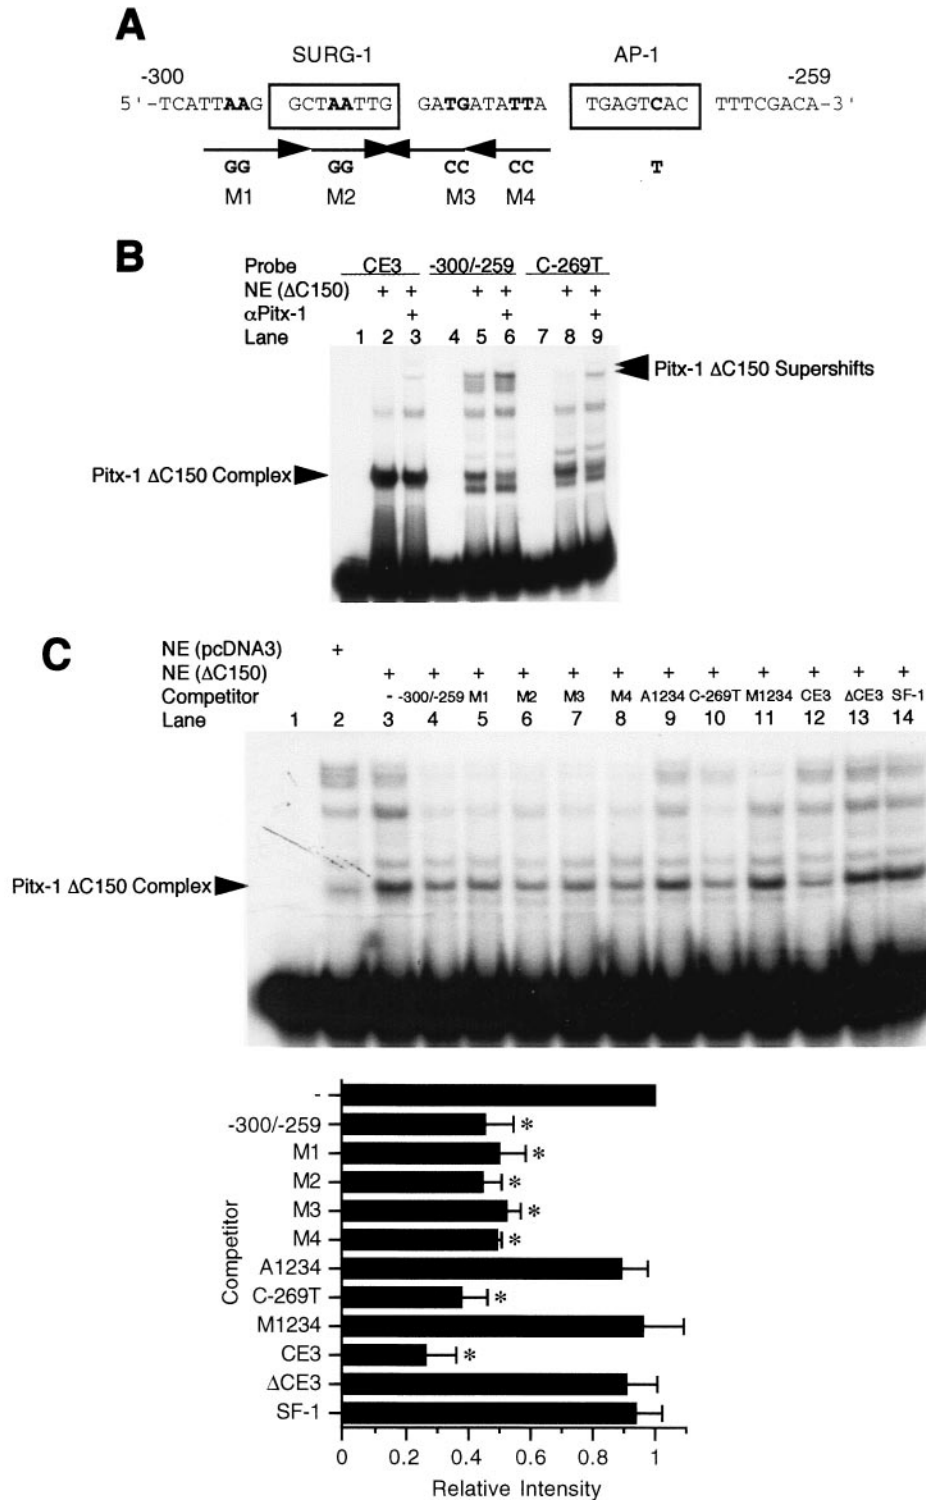 A
SURG-1 AP-1
-300 -259
5'-TCATTAAG GCTAATTG GATGATATTA TGAGTCAC TTTCGACA-3'
GG GG CC CC T
M1 M2 M3 M4
B
Probe CE3 -300/-259 C-269T
NE (ΔC150) + + + + + +
αPitx-1 + + +
Lane 1 2 3 4 5 6 7 8 9
Pitx-1 ΔC150 Supershifts
Pitx-1 ΔC150 Complex
C
NE (pcDNA3) +
NE (ΔC150) + + + + + + + + + + + +
Competitor - -300/-259 M1 M2 M3 M4 A1234 C-269T M1234 CE3 ΔCE3 SF-1
Lane 1 2 3 4 5 6 7 8 9 10 11 12 13 14
Pitx-1 ΔC150 Complex
-
-300/-259 *
M1 *
M2 *
M3 *
M4 *
A1234
C-269T *
M1234
CE3 *
ΔCE3
SF-1
Competitor
0 0.2 0.4 0.6 0.8 1
Relative Intensity